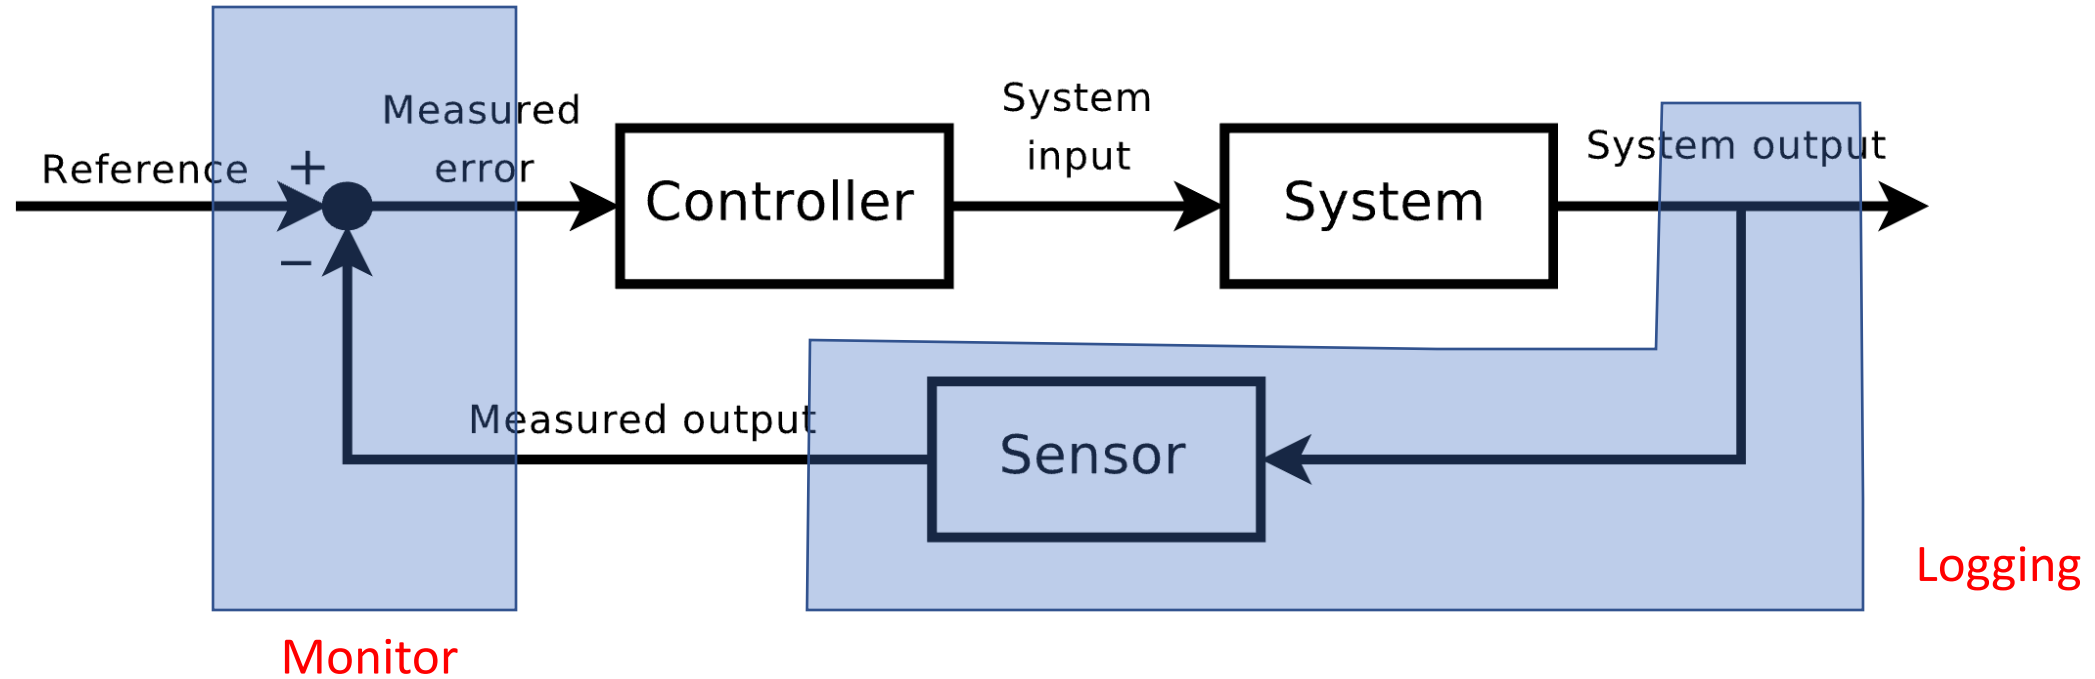 Reference
+
−
Measured
error
Controller
System
input
System
System output
Measured output
Sensor
Monitor
Logging